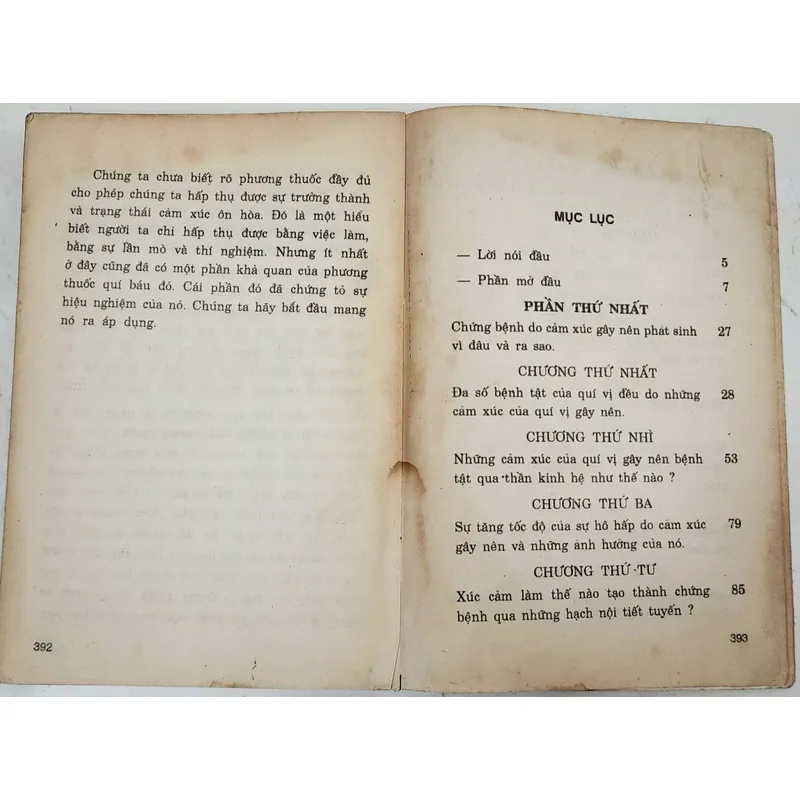 Chúng ta chưa biết rõ phương thuốc đầy đủ
cho phép chúng ta hấp thụ được sự trưởng thành
và trạng thái cảm xúc ôn hòa. Đó là một hiểu
biết người ta chỉ hấp thụ được bằng việc làm,
bằng sự lần mò và thí nghiệm. Nhưng ít nhất
ở đây cũng đã có một phần khả quan của phương
thuốc quí báu đó. Cái phần đó đã chứng tỏ sự
hiệu nghiệm của nó. Chúng ta hãy bắt đầu mang
nó ra áp dụng.
392
MỤC LỤC
— Lời nói đầu 5
— Phần mở đầu 7
PHẦN THỨ NHẤT
Chứng bệnh do cảm xúc gây nên phát sinh 27
vì đâu và ra sao.
CHƯƠNG THỨ NHẤT
Đa số bệnh tật của quí vị đều do những 28
cảm xúc của quí vị gây nên.
CHƯƠNG THỨ NHÌ
Những cảm xúc của quí vị gây nên bệnh 53
tật qua thần kinh hệ như thế nào ?
CHƯƠNG THỨ BA
Sự tăng tốc độ của sự hô hấp do cảm xúc 79
gây nên và những ảnh hưởng của nó.
CHƯƠNG THỨ TƯ
Xúc cảm làm thế nào tạo thành chứng 85
bệnh qua những hạch nội tiết tuyến ?
393